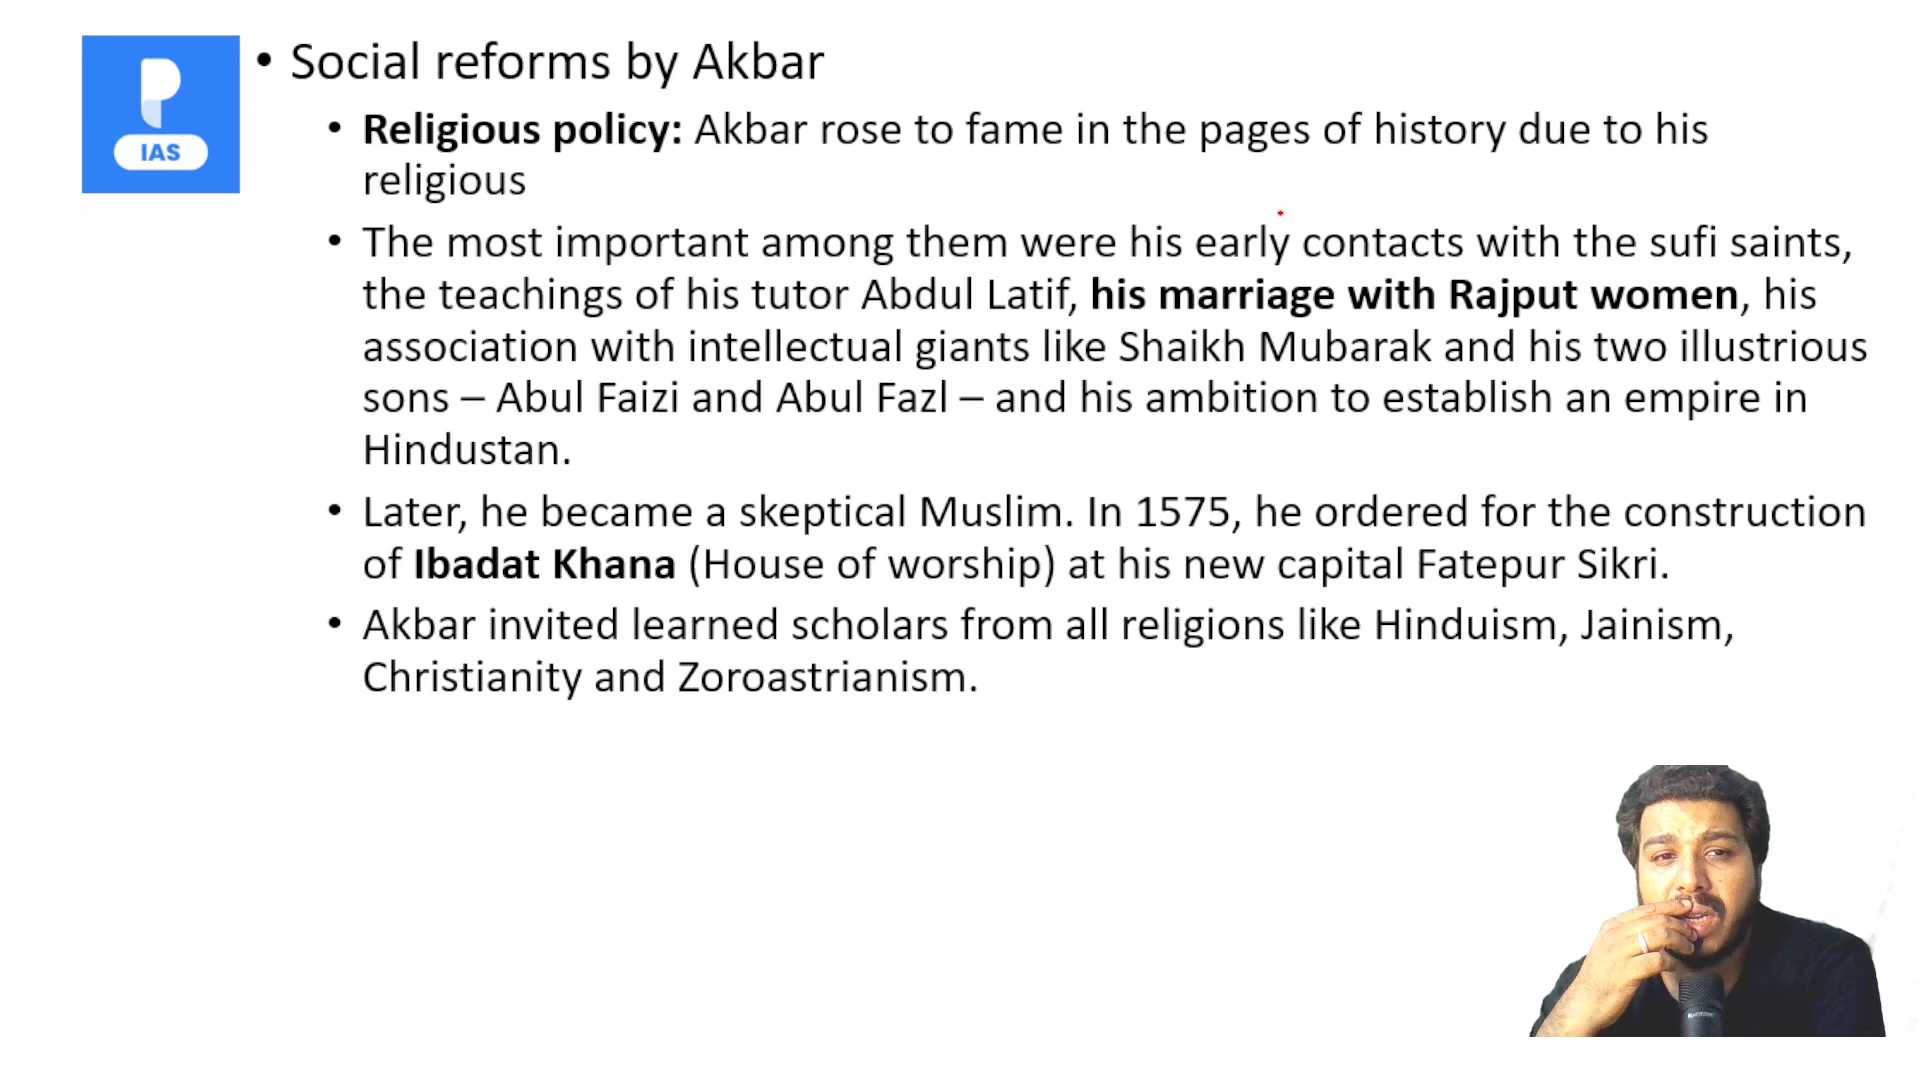 IAS
• Social reforms by Akbar
• Religious policy: Akbar rose to fame in the pages of history due to his
religious
• The most important among them were his early contacts with the sufi saints,
the teachings of his tutor Abdul Latif, his marriage with Rajput women, his
association with intellectual giants like Shaikh Mubarak and his two illustrious
sons – Abul Faizi and Abul Fazl – and his ambition to establish an empire in
Hindustan.
• Later, he became a skeptical Muslim. In 1575, he ordered for the construction
of Ibadat Khana (House of worship) at his new capital Fatepur Sikri.
• Akbar invited learned scholars from all religions like Hinduism, Jainism,
Christianity and Zoroastrianism.